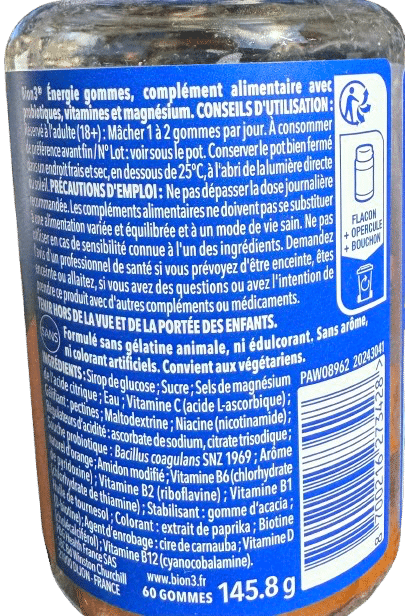 Bion3® Énergie gommes, complément alimentaire avec
probiotiques, vitamines et magnésium. CONSEILS D'UTILISATION :
Réservé à l'adulte (18+) : Mâcher 1 à 2 gommes par jour. À consommer
de préférence avant fin/N° Lot : voir sous le pot. Conserver le pot bien fermé
dans un endroit frais et sec, en dessous de 25°C, à l'abri de la lumière directe
du soleil. PRÉCAUTIONS D'EMPLOI : Ne pas dépasser la dose journalière
recommandée. Les compléments alimentaires ne doivent pas se substituer
à une alimentation variée et équilibrée et à un mode de vie sain. Ne pas
utiliser en cas de sensibilité connue à l'un des ingrédients. Demandez
l'avis d'un professionnel de santé si vous prévoyez d'être enceinte, êtes
enceinte ou allaitez, si vous avez des questions ou avez l'intention de
prendre ce produit avec d'autres compléments ou médicaments.
TENIR HORS DE LA VUE ET DE LA PORTÉE DES ENFANTS.
SANS
Formulé sans gélatine animale, ni édulcorant. Sans arôme,
ni colorant artificiels. Convient aux végétariens.
INGRÉDIENTS : Sirop de glucose ; Sucre ; Sels de magnésium
de l'acide citrique ; Eau ; Vitamine C (acide L-ascorbique) ;
Gélifiant : pectines ; Maltodextrine ; Niacine (nicotinamide) ;
Régulateurs d'acidité : ascorbate de sodium, citrate trisodique ;
Souche probiotique : Bacillus coagulans SNZ 1969 ; Arôme
naturel d'orange ; Amidon modifié ; Vitamine B6 (chlorhydrate
de pyridoxine) ; Vitamine B2 (riboflavine) ; Vitamine B1
(chlorhydrate de thiamine) ; Stabilisant : gomme d'acacia ;
Huile de tournesol ; Colorant : extrait de paprika ; Biotine
; Agent d'enrobage : cire de carnauba ; Vitamine D
(cholécalciférol) ; Vitamine B12 (cyanocobalamine).
Health France SAS
Winston Churchill
DIJON - FRANCE
www.bion3.fr
60 GOMMES 145.8 g
FLACON
+ OPERCULE
+ BOUCHON
PAW08962 20243041
8700216273428>